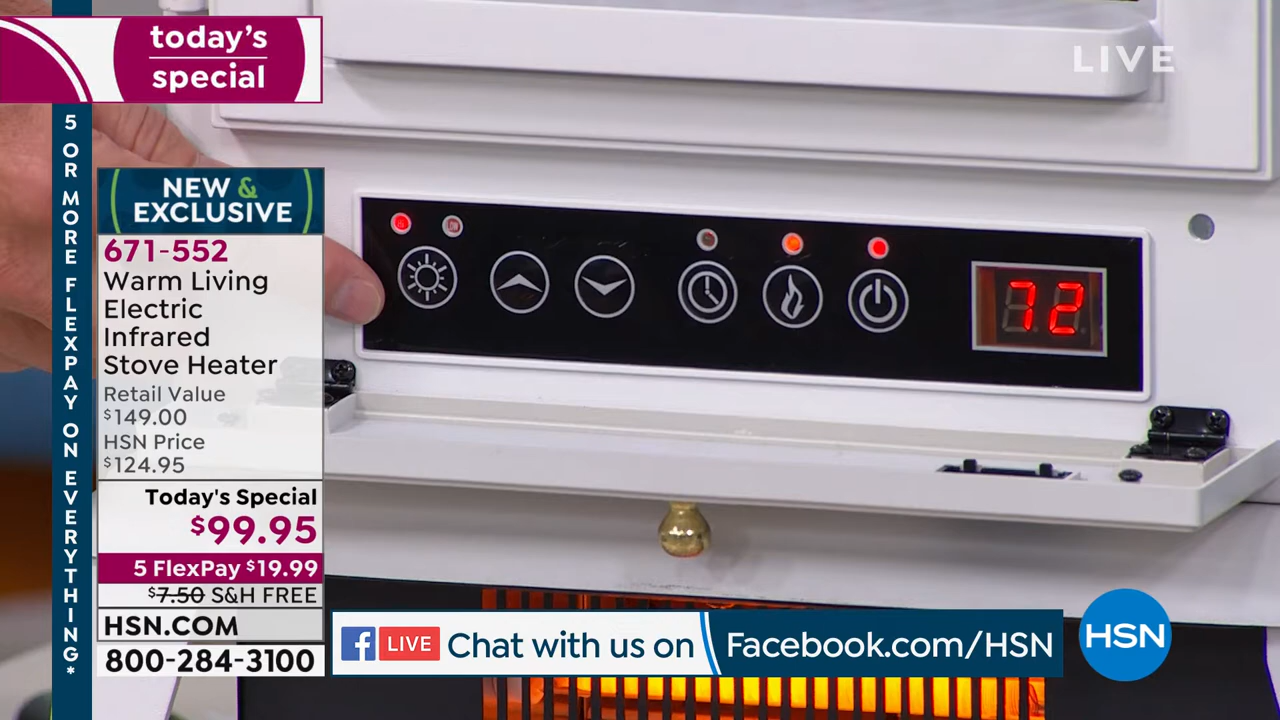 today's
special
LIVE
5 OR MORE FLEXPAY ON EVERYTHING*
NEW &
EXCLUSIVE
671-552
Warm Living
Electric
Infrared
Stove Heater
Retail Value
$149.00
HSN Price
$124.95
Today's Special
$99.95
5 FlexPay $19.99
$7.50 S&H FREE
HSN.COM
800-284-3100
72
f LIVE Chat with us on Facebook.com/HSN
HSN